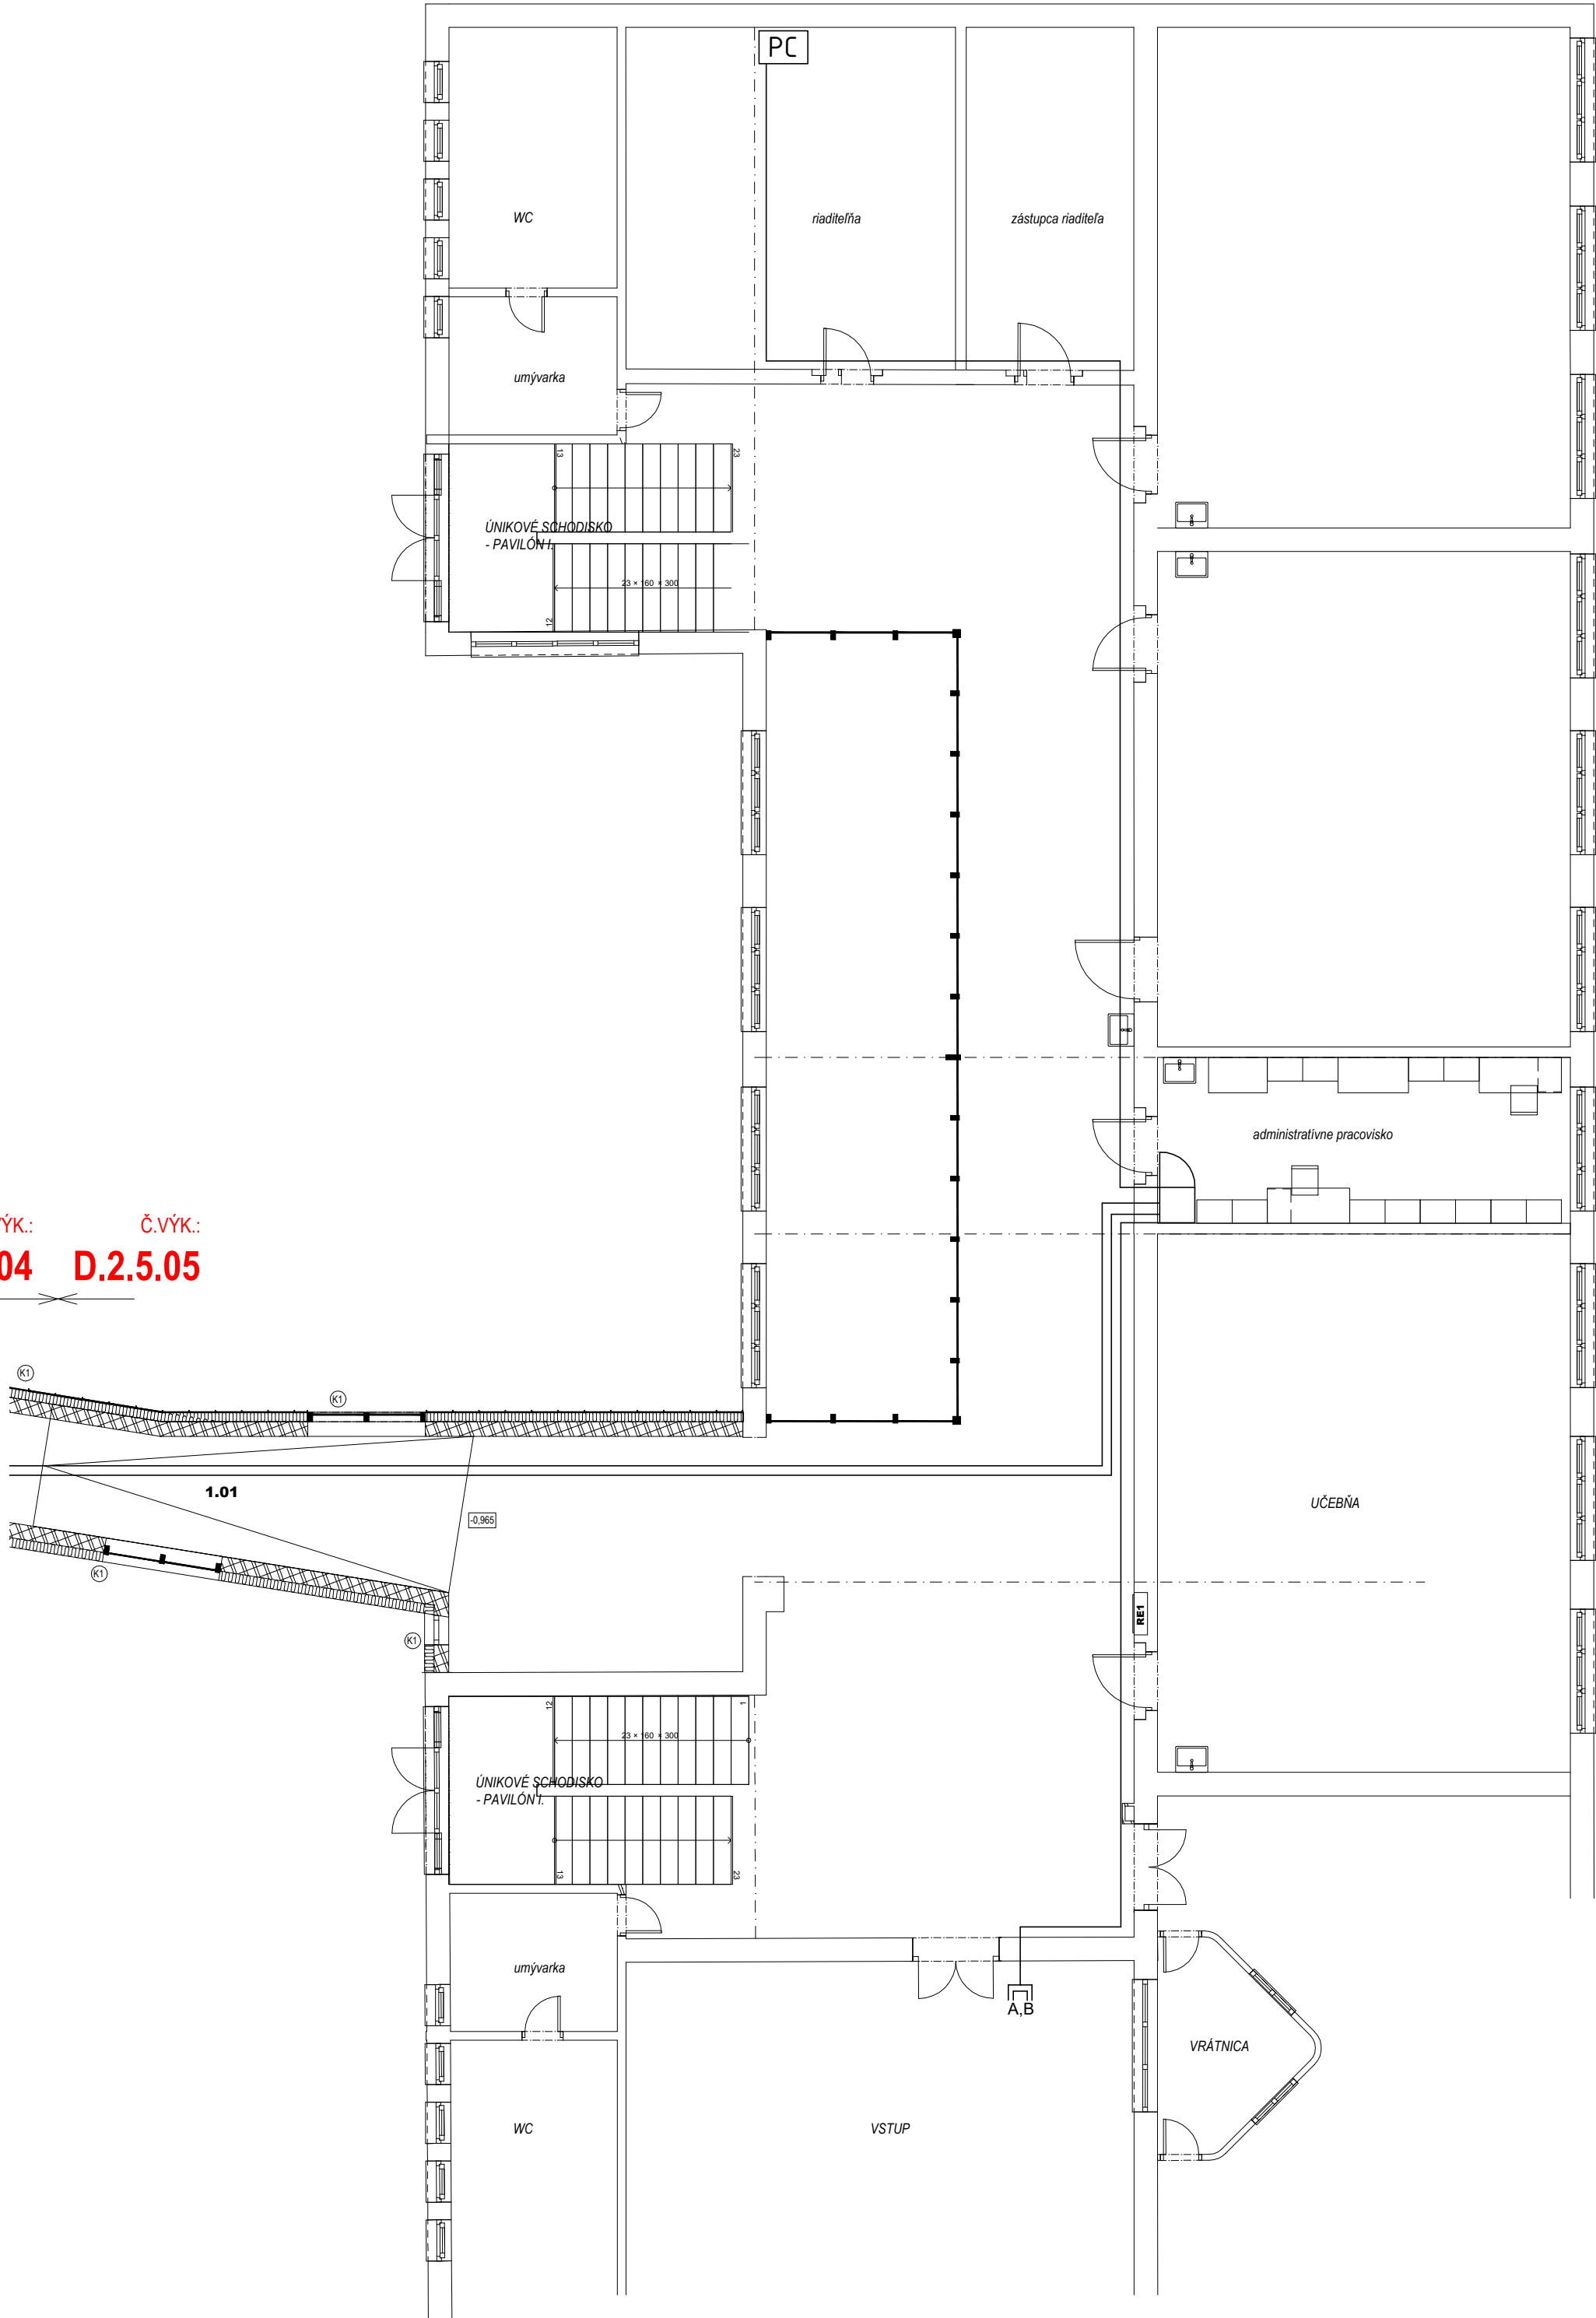 PC
WC
riaditeľňa
zástupca riaditeľa
umývarka
13
23
ÚNIKOVÉ SCHODISKO
- PAVILÓN I.
23 × 160 × 300
12
administratívne pracovisko
Č.VÝK.:
04
D.2.5.05
K1
K1
1.01
-0,965
UČEBŇA
K1
RE1
K1
12
1
23 × 160 × 300
ÚNIKOVÉ SCHODISKO
- PAVILÓN I.
13
23
umývarka
A,B
VRÁTNICA
WC
VSTUP